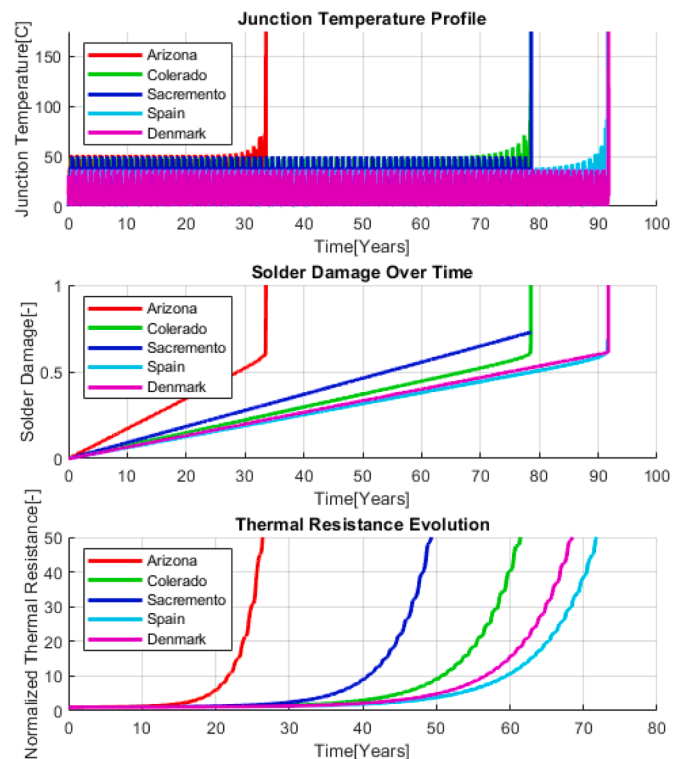 Junction Temperature Profile
Junction Temperature[C]
150
100
50
0
Arizona
Colerado
Sacremento
Spain
Denmark
0 10 20 30 40 50 60 70 80 90 100
Time[Years]
Solder Damage Over Time
Solder Damage[-]
1
0.5
0
Arizona
Colerado
Sacremento
Spain
Denmark
0 10 20 30 40 50 60 70 80 90 100
Time[Years]
Thermal Resistance Evolution
Normalized Thermal Resistance[-]
50
40
30
20
10
0
Arizona
Colerado
Sacremento
Spain
Denmark
0 10 20 30 40 50 60 70 80
Time[Years]